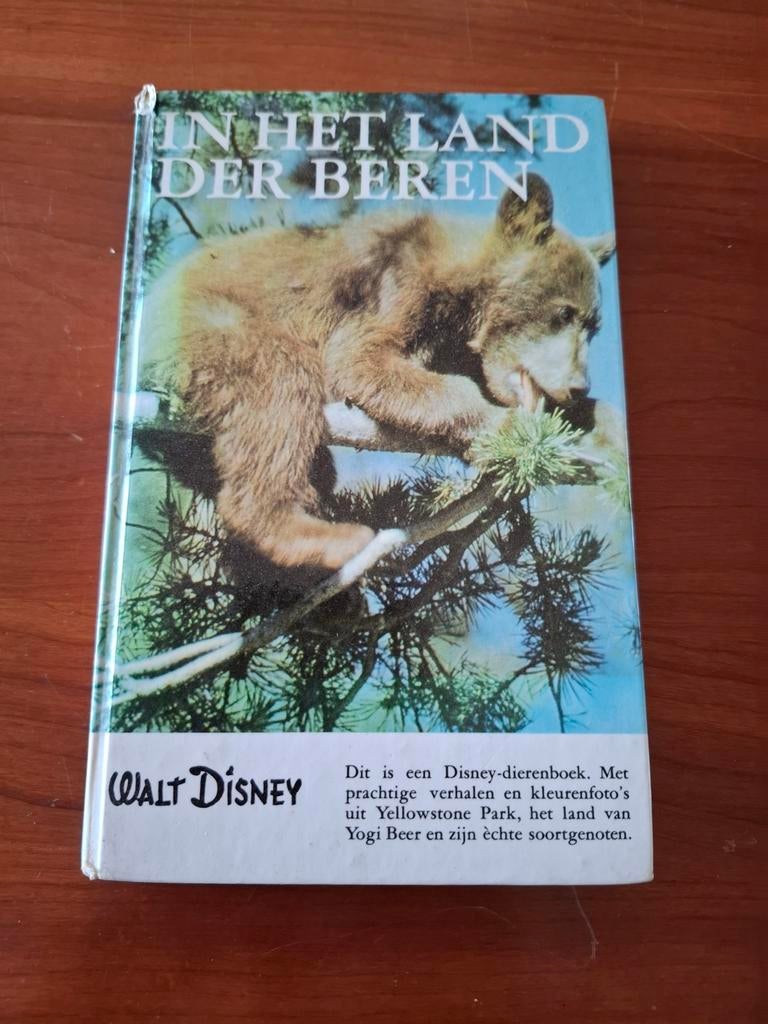 IN HET LAND
DER BEREN
WALT DISNEY
Dit is een Disney-dierenboek. Met
prachtige verhalen en kleurenfoto's
uit Yellowstone Park, het land van
Yogi Beer en zijn èchte soortgenoten.